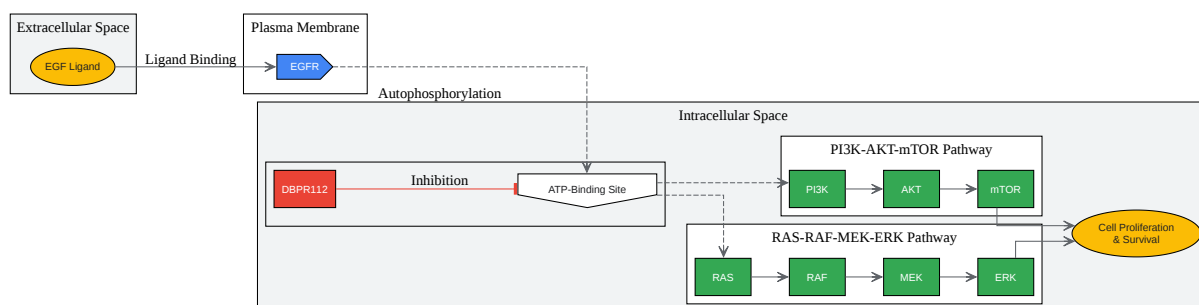 Extracellular Space
EGF Ligand
Ligand Binding
Plasma Membrane
EGFR
Autophosphorylation
Intracellular Space
DBPR112
Inhibition
ATP-Binding Site
PI3K-AKT-mTOR Pathway
PI3K
AKT
mTOR
RAS-RAF-MEK-ERK Pathway
RAS
RAF
MEK
ERK
Cell Proliferation
& Survival